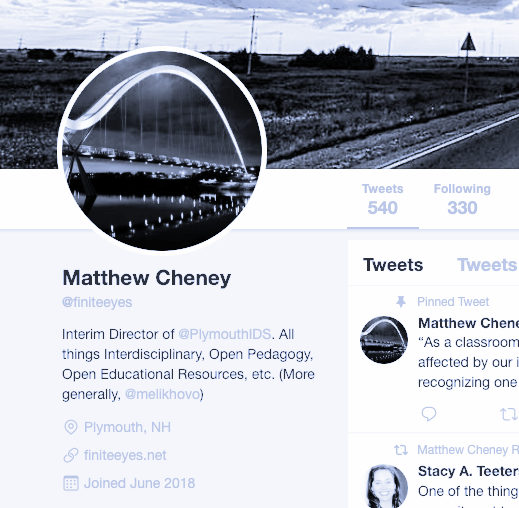 Tweets
540
Following
330
Matthew Cheney
@finiteeyes
Interim Director of @PlymouthIDS. All
things Interdisciplinary, Open Pedagogy,
Open Educational Resources, etc. (More
generally, @melikhovo)
Plymouth, NH
finiteeyes.net
Joined June 2018
Tweets Tweets
Pinned Tweet
Matthew Chene
“As a classroom
affected by our i
recognizing one
Matthew Cheney R
Stacy A. Teeter
One of the thing